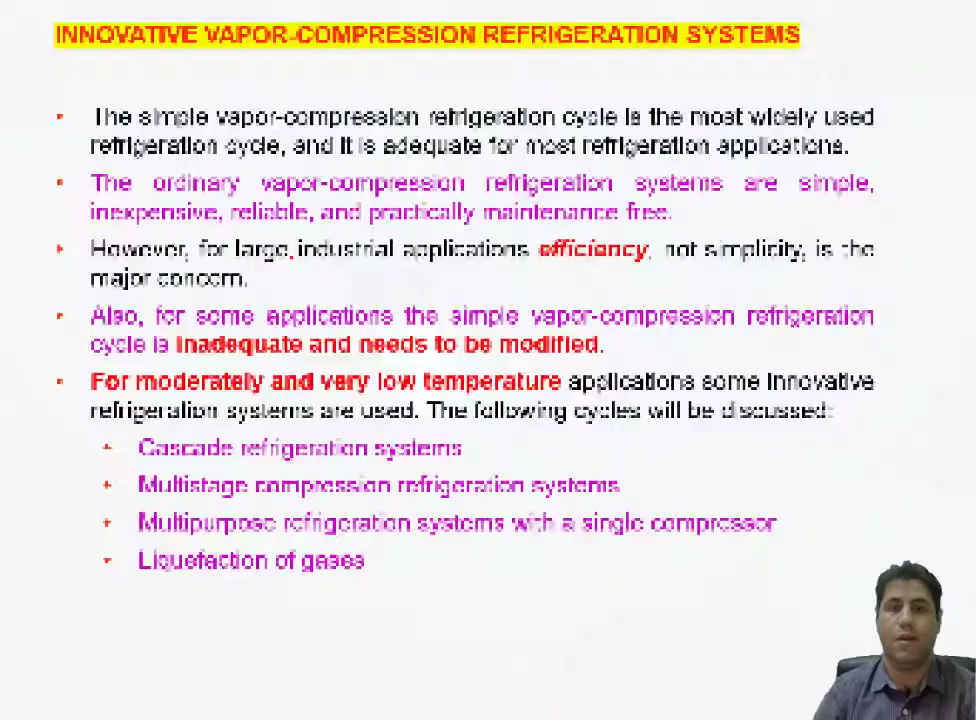 INNOVATIVE VAPOR-COMPRESSION REFRIGERATION SYSTEMS
• The simple vapor-compression refrigeration cycle is the most widely used
refrigeration cycle, and it is adequate for most refrigeration applications.
• The ordinary vapor-compression refrigeration systems are simple,
inexpensive, reliable, and practically maintenance free.
• However, for large industrial applications efficiency, not simplicity, is the
major concern.
• Also, for some applications the simple vapor-compression refrigeration
cycle is inadequate and needs to be modified.
• For moderately and very low temperature applications some innovative
refrigeration systems are used. The following cycles will be discussed:
• Cascade refrigeration systems
• Multistage compression refrigeration systems
• Multipurpose refrigeration systems with a single compressor
• Liquefaction of gases